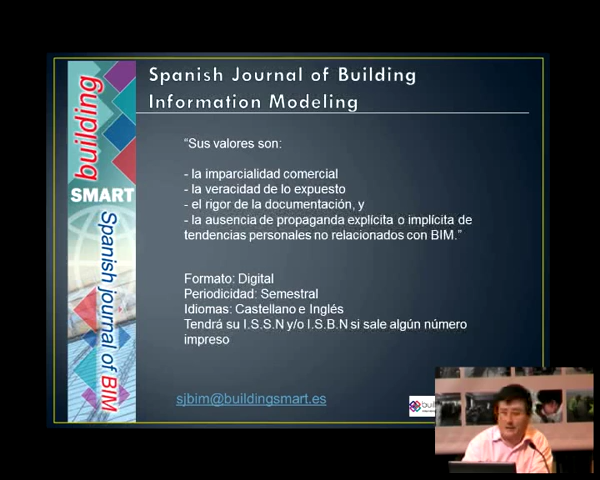 Spanish Journal of Building
Information Modeling
building
SMART
Spanish journal of BIM
“Sus valores son:
- la imparcialidad comercial
- la veracidad de lo expuesto
- el rigor de la documentación, y
- la ausencia de propaganda explícita o implícita de
tendencias personales no relacionados con BIM.”
Formato: Digital
Periodicidad: Semestral
Idiomas: Castellano e Inglés
Tendrá su I.S.S.N y/o I.S.B.N si sale algún número
impreso
sjbim@buildingsmart.es